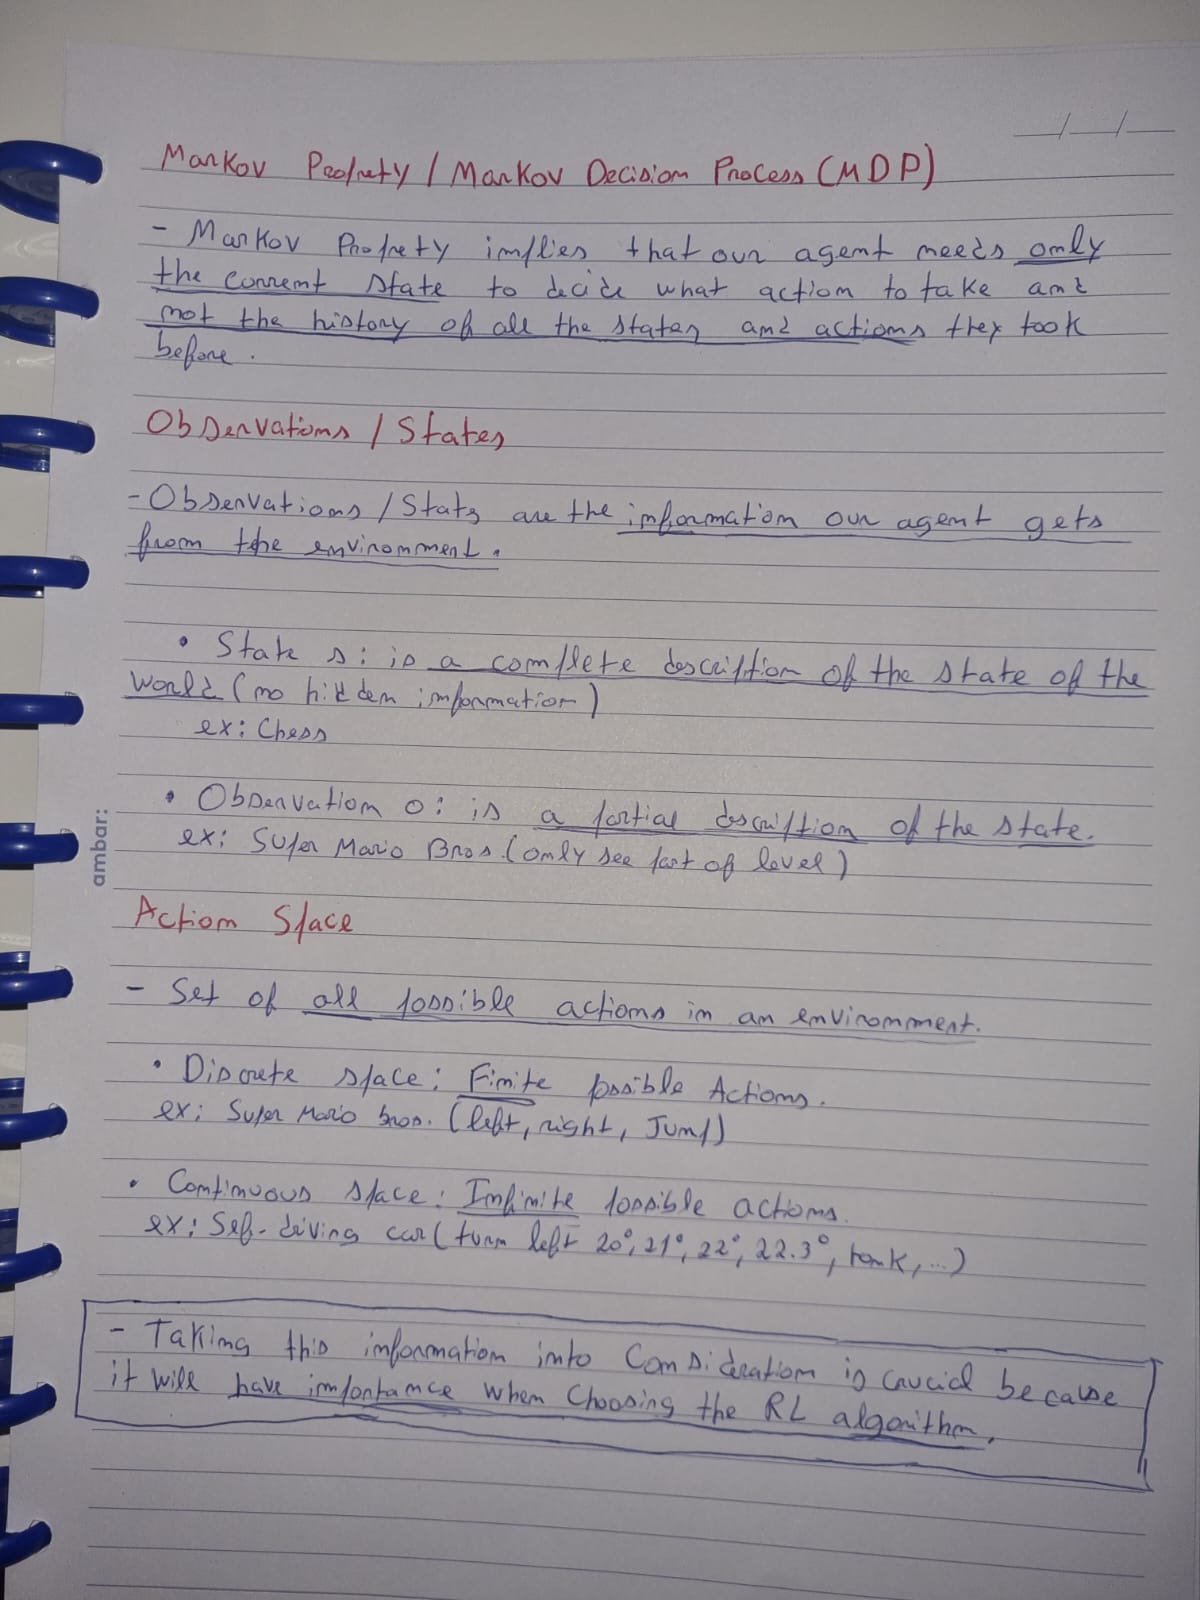 __/__/__
Markov Property / Markov Decision Process (MDP)
- Markov Property implies that our agent needs only
the current state to decide what action to take and
not the history of all the states and actions they took
before.
Observations / States
- Observations / States are the information our agent gets
from the environment.
• State s: is a complete description of the state of the
world (no hidden information)
ex: Chess
• Observation o: is a partial description of the state.
ex: Super Mario Bros. (only see part of level)
ambar:
Action Space
- Set of all possible actions in an environment.
• Discrete space: Finite possible Actions.
ex: Super Mario bros. (left, right, Jump)
• Continuous space: Infinite possible actions.
ex: Self-driving car (turn left 20°, 21°, 22°, 22.3°, honk, ...)
- Taking this information into consideration is crucial because
it will have importance when choosing the RL algorithm.